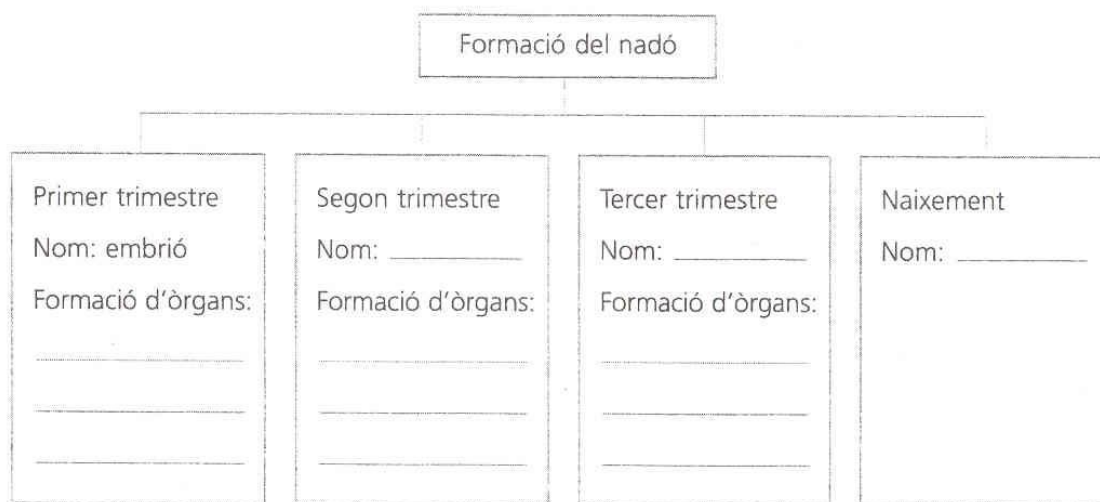 Formació del nadó
Primer trimestre
Nom: embrió
Formació d'òrgans:
Segon trimestre
Nom:
Formació d'òrgans:
Tercer trimestre
Nom:
Formació d'òrgans:
Naixement
Nom: